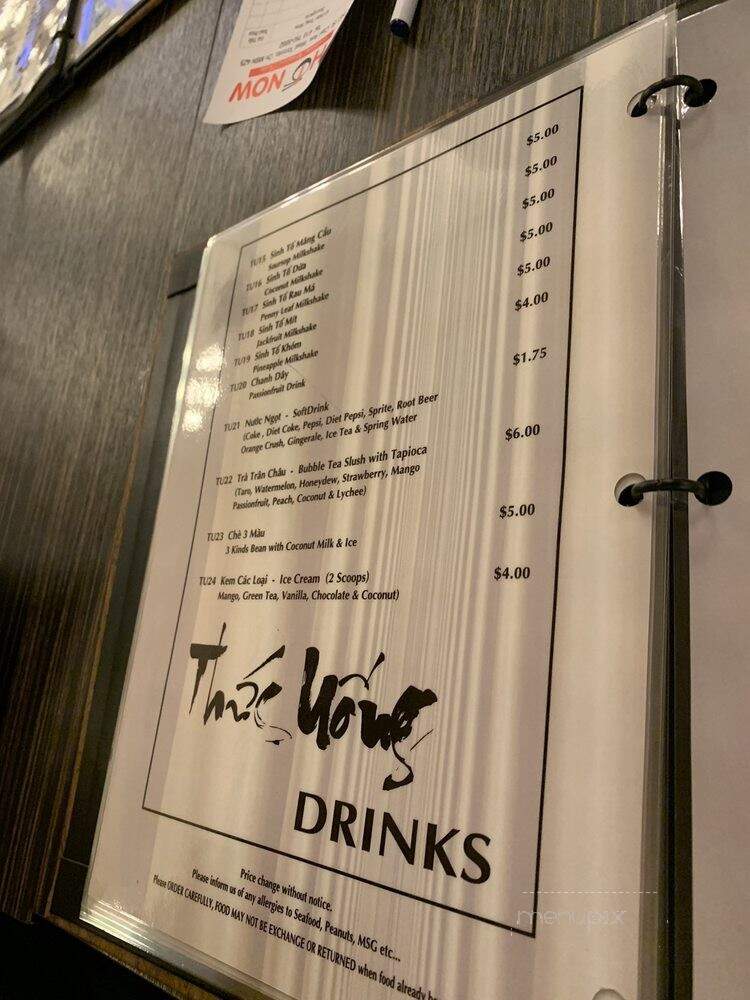 HOT NOW
TU15 Sinh Tố Mãng Cầu $5.00
Soursop Milkshake
TU16 Sinh Tố Dừa $5.00
Coconut Milkshake
TU17 Sinh Tố Rau Má $5.00
Penny Leaf Milkshake
TU18 Sinh Tố Mít $5.00
Jackfruit Milkshake
TU19 Sinh Tố Khóm $5.00
Pineapple Milkshake
TU20 Chanh Dây $4.00
Passionfruit Drink
TU21 Nước Ngọt - SoftDrink $1.75
(Coke , Diet Coke, Pepsi, Diet Pepsi, Sprite, Root Beer
Orange Crush, Gingerale, Ice Tea & Spring Water
TU22 Trà Trân Châu - Bubble Tea Slush with Tapioca $6.00
(Taro, Watermelon, Honeydew, Strawberry, Mango
Passionfruit, Peach, Coconut & Lychee)
TU23 Chè 3 Màu $5.00
3 Kinds Bean with Coconut Milk & Ice
TU24 Kem Các Loại - Ice Cream (2 Scoops) $4.00
Mango, Green Tea, Vanilla, Chocolate & Coconut)
Thức Uống
DRINKS
Price change without notice.
Please inform us of any allergies to Seafood, Peanuts, MSG etc...
Please ORDER CAREFULLY, FOOD MAY NOT BE EXCHANGE OR RETURNED when food already
menupix